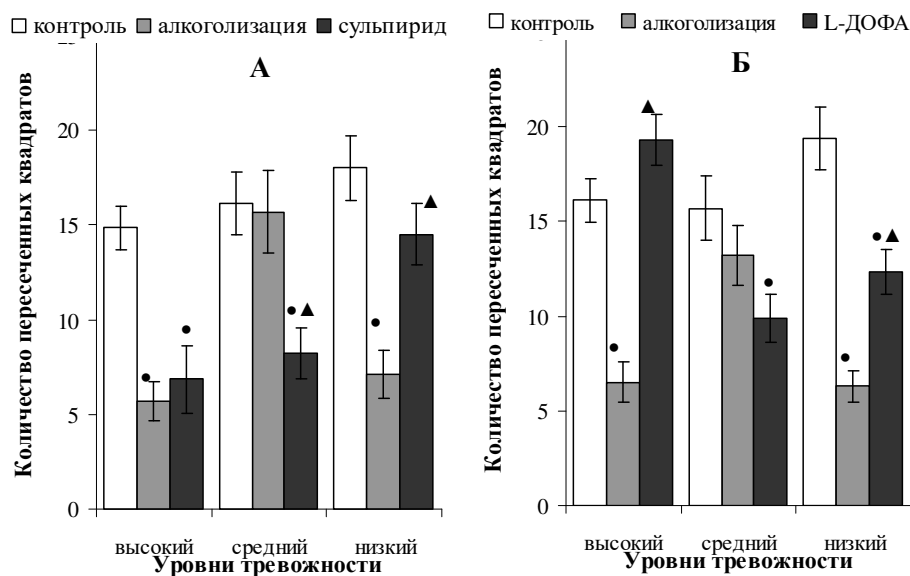 контроль алкоголизация сульпирид
А
Количество пересеченных квадратов
20
15
10
5
0
высокий средний низкий
Уровни тревожности
контроль алкоголизация L-ДОФА
Б
Количество пересеченных квадратов
20
15
10
5
0
высокий средний низкий
Уровни тревожности